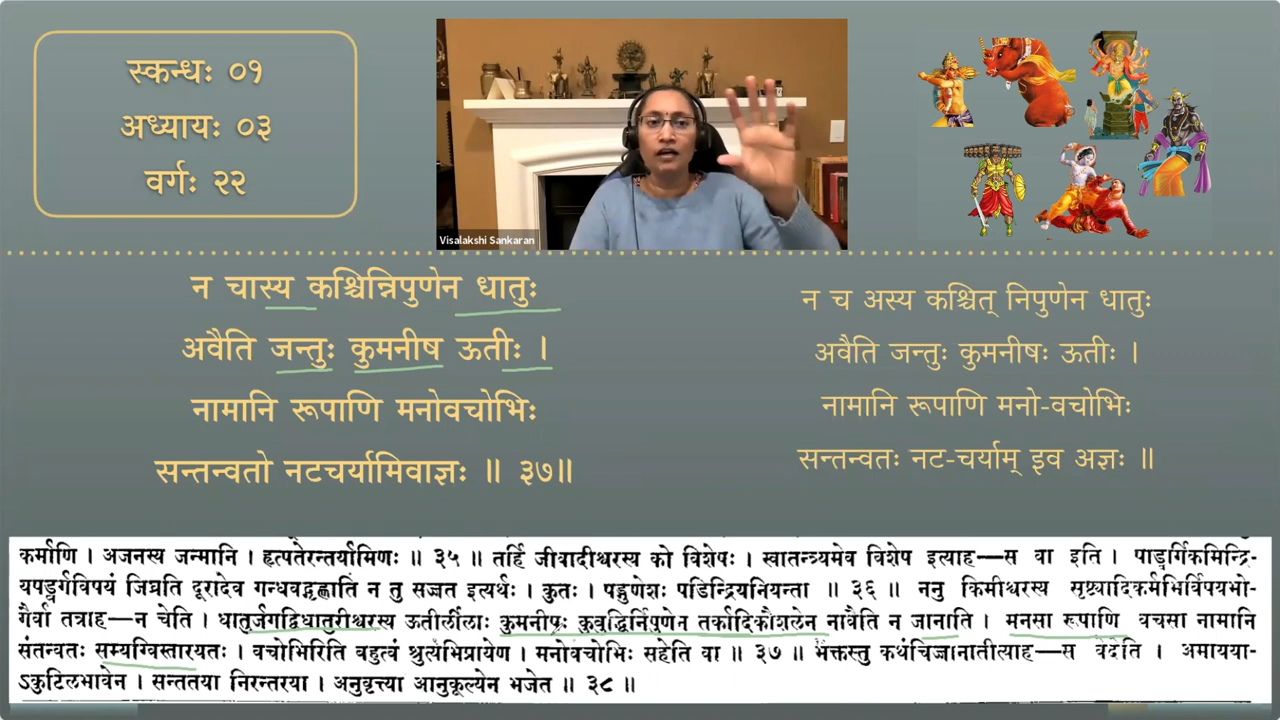 स्कन्धः ०१
अध्यायः ०३
वर्गः २२
Visalakshi Sankaran
न चास्य कश्चिन्निपुणेन धातुः
अवैति जन्तुः कुमनीष ऊतीः ।
नामानि रूपाणि मनोवचोभिः
सन्तन्वतो नटचर्यामिवाज्ञः ॥ ३७॥
न च अस्य कश्चित् निपुणेन धातुः
अवैति जन्तुः कुमनीषः ऊतीः ।
नामानि रूपाणि मनो-वचोभिः
सन्तन्वतः नट-चर्याम् इव अज्ञः ॥
कर्माणि । अजनस्य जन्मानि । हृत्पतेरन्तर्यामिणः ॥ ३५ ॥ तर्हि जीवादीश्वरस्य को विशेषः । स्वातन्त्र्यमेव विशेष इत्याह—स वा इति । षाड्वर्गिकमिन्द्रि-
यषड्वर्गविषयं जिघ्रति दूरादेव गन्धवद्गृह्णाति न तु सज्जत इत्यर्थः । कुतः । षड्गुणेशः षडिन्द्रियनियन्ता ॥ ३६ ॥ ननु किमीश्वरस्य सृष्ट्यादिकर्मभिर्विषयभो-
गैर्वा तत्राह—न चेति । धातुर्जगद्विधातुरीश्वरस्य ऊतीर्लीलाः कुमनीषः कुबुद्धिर्निपुणेन तर्कादिकौशलेन नावैति न जानाति । मनसा रूपाणि वचसा नामानि
संतन्वतः सम्यग्विस्तारयतः । वचोभिरिति बहुत्वं श्रुत्यभिप्रायेण । मनोवचोभिः सहेति वा ॥ ३७ ॥ भक्तस्तु कथंचिज्जानातीत्याह—स वेदेति । अमायया-
ऽकुटिलभावेन । सन्ततया निरन्तरया । अनुवृत्त्या आनुकूल्येन भजेत ॥ ३८ ॥